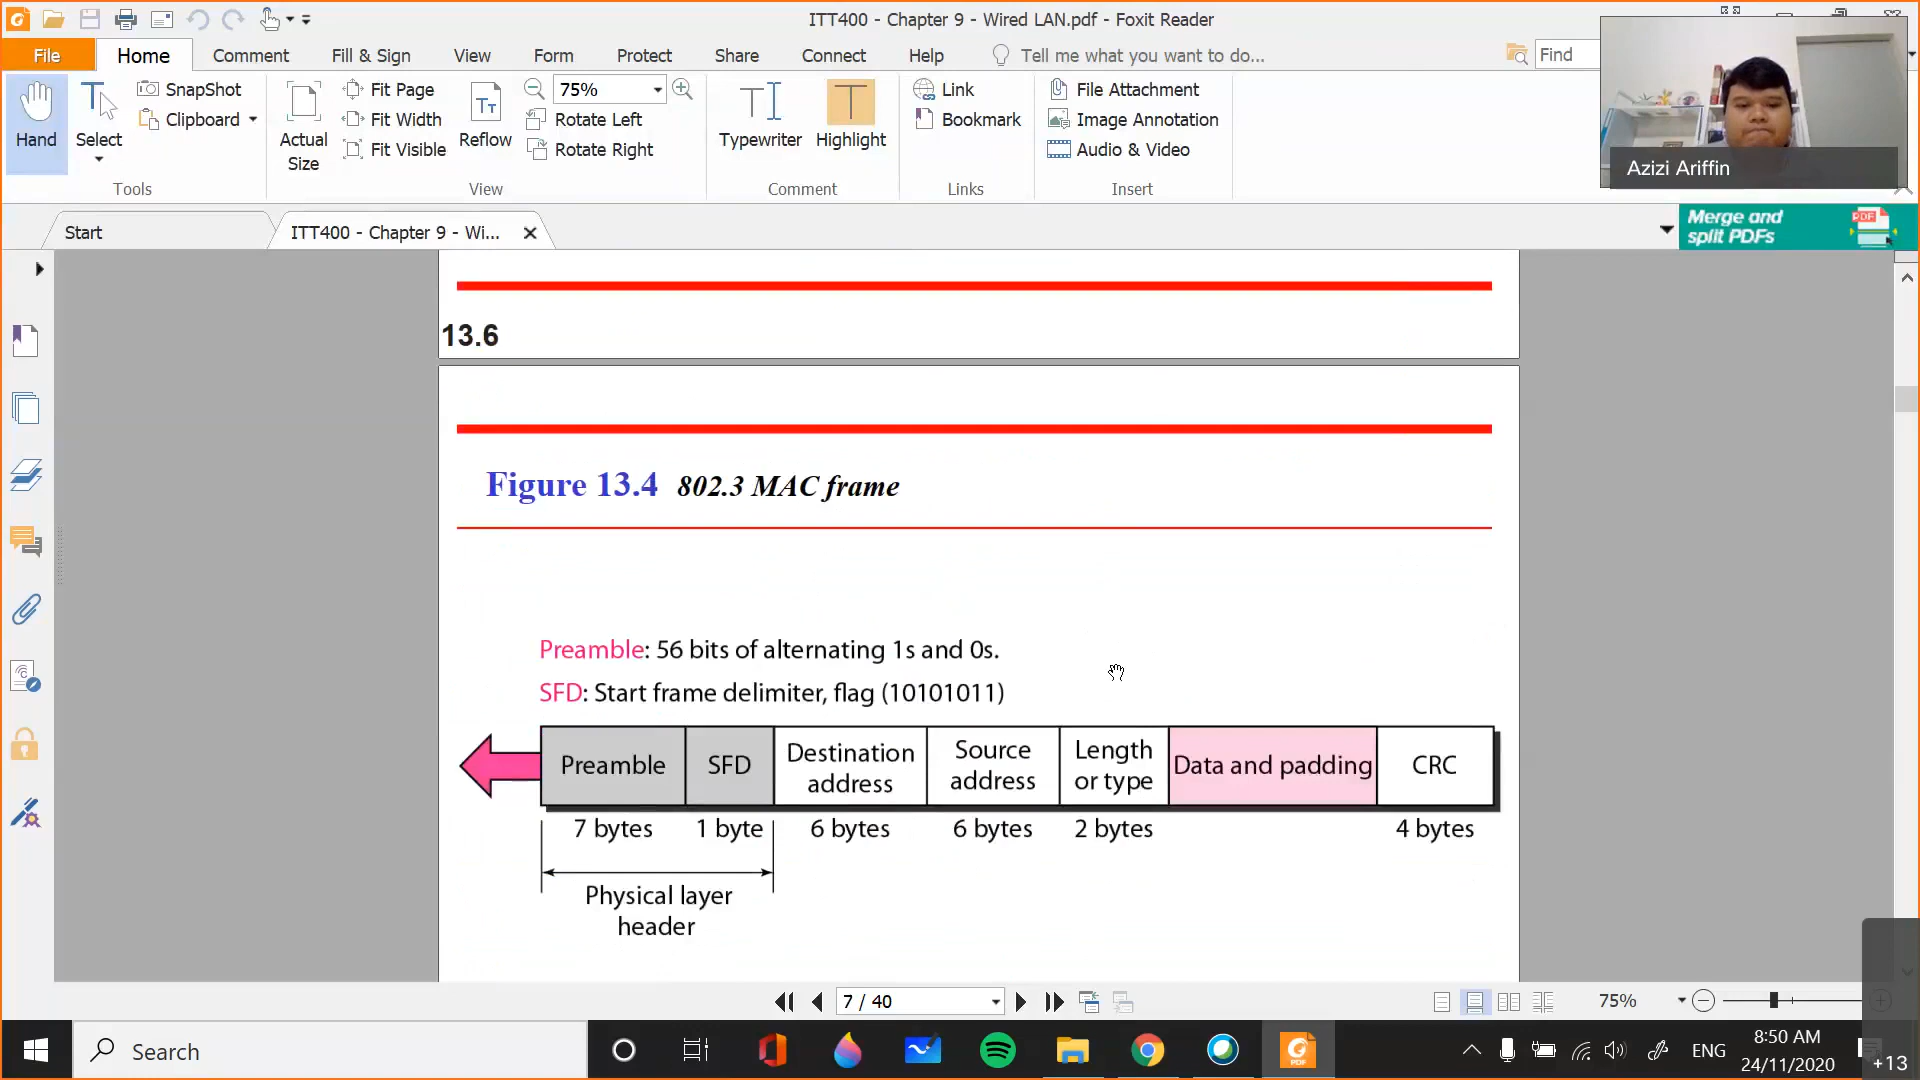 ITT400 - Chapter 9 - Wired LAN.pdf - Foxit Reader
File Home Comment Fill & Sign View Form Protect Share Connect Help Tell me what you want to do... Find
Hand
Select
SnapShot
Clipboard
Tools
Actual Size
Fit Page
Fit Width
Fit Visible
Reflow
75%
Rotate Left
Rotate Right
View
Typewriter
Highlight
Comment
Link
Bookmark
Links
File Attachment
Image Annotation
Audio & Video
Insert
Azizi Ariffin
Start
ITT400 - Chapter 9 - Wi...
Merge and
split PDFs
PDF
13.6
Figure 13.4 802.3 MAC frame
Preamble: 56 bits of alternating 1s and 0s.
SFD: Start frame delimiter, flag (10101011)
Preamble
SFD
Destination
address
Source
address
Length
or type
Data and padding
CRC
7 bytes 1 byte 6 bytes 6 bytes 2 bytes 4 bytes
Physical layer
header
7 / 40
75%
Search
ENG
8:50 AM
24/11/2020
+13